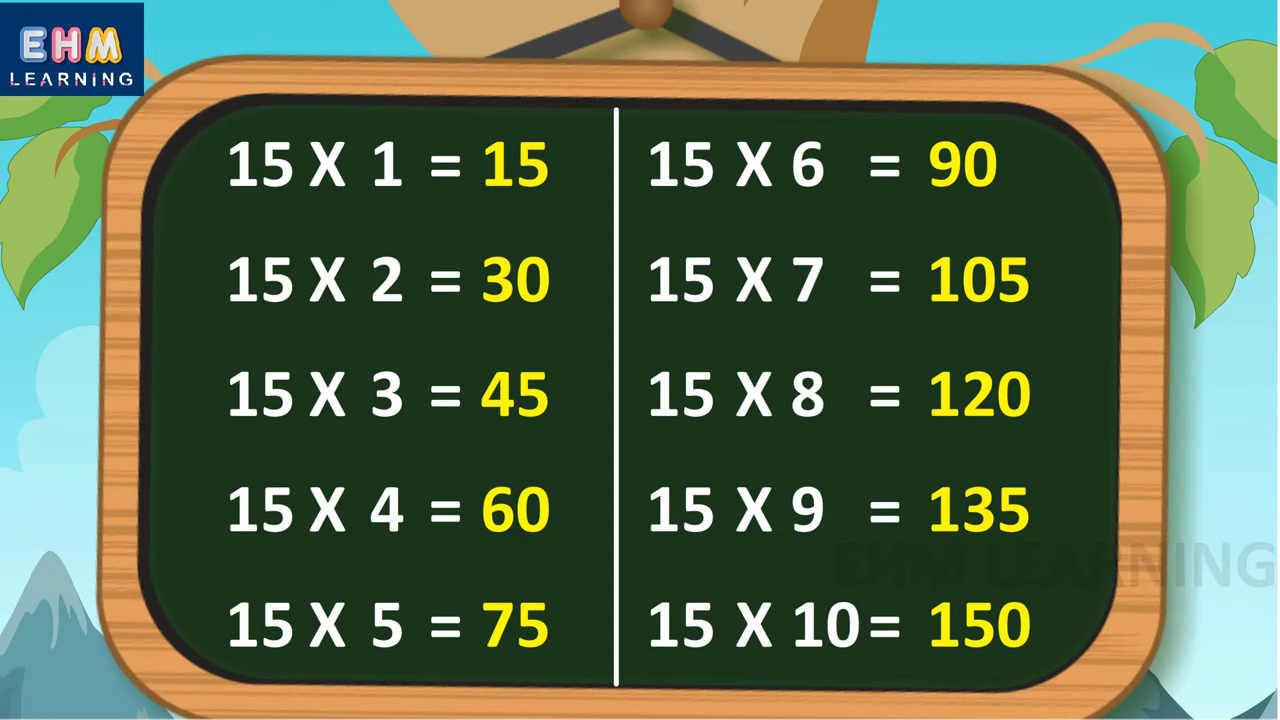 EHM
LEARNING
15 X 1 = 15
15 X 2 = 30
15 X 3 = 45
15 X 4 = 60
15 X 5 = 75
15 X 6 = 90
15 X 7 = 105
15 X 8 = 120
15 X 9 = 135
15 X 10 = 150
EHM LEARNING